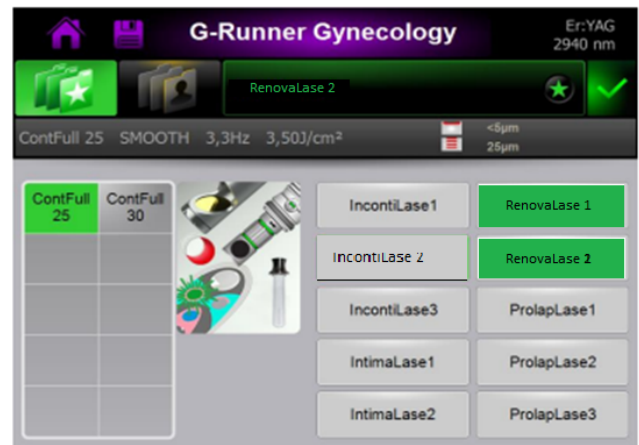 G-Runner Gynecology
Er:YAG
2940 nm
RenovaLase 2
ContFull 25 SMOOTH 3,3Hz 3,50J/cm²
<5µm
25µm
ContFull 25
ContFull 30
IncontiLase1
RenovaLase 1
IncontiLase 2
RenovaLase 2
IncontiLase3
ProlapLase1
IntimaLase1
ProlapLase2
IntimaLase2
ProlapLase3